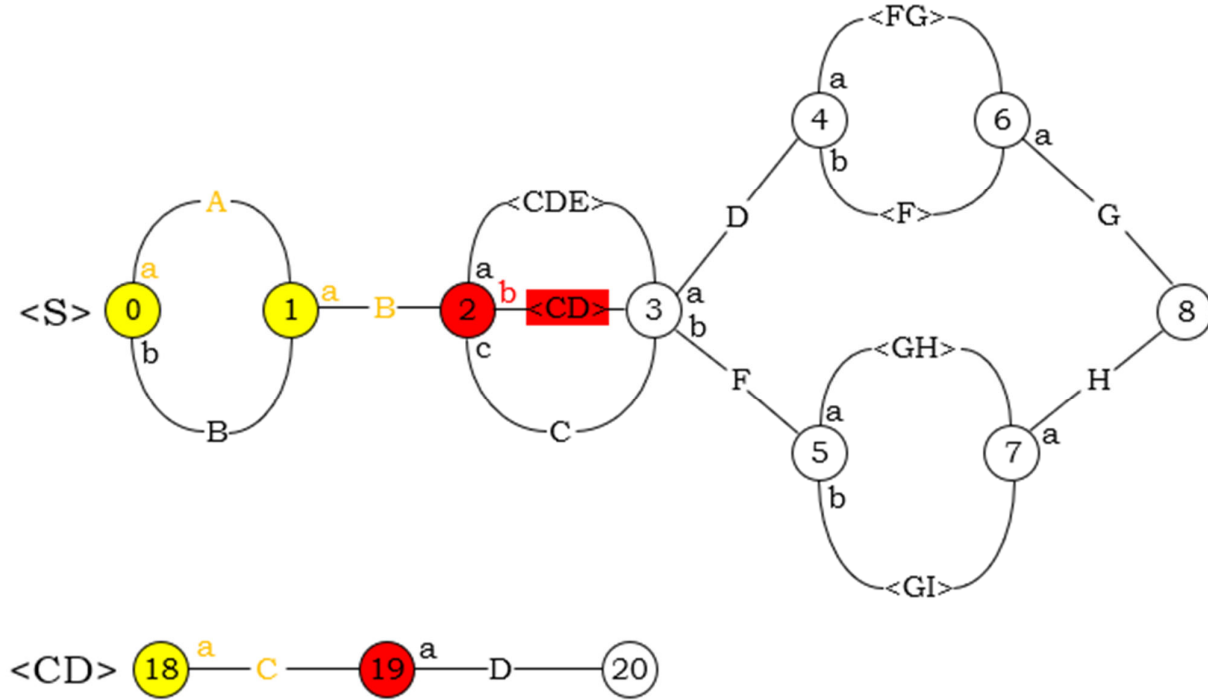 <FG>
a
4
6
a
b
<CDE>
<F>
A
D
G
a
a
<S> 0 1 a B 2 b <CD> 3 a 8
b
c
b
<GH>
F
H
B
C
a
5
7
a
b
<GI>
<CD> 18 a C 19 a D 20